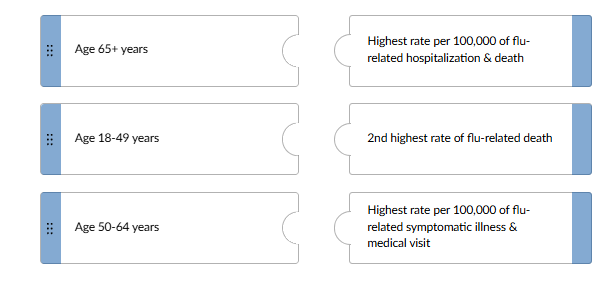 Age 65+ years
Highest rate per 100,000 of flu-
related hospitalization & death
Age 18-49 years
2nd highest rate of flu-related death
Age 50-64 years
Highest rate per 100,000 of flu-
related symptomatic illness &
medical visit